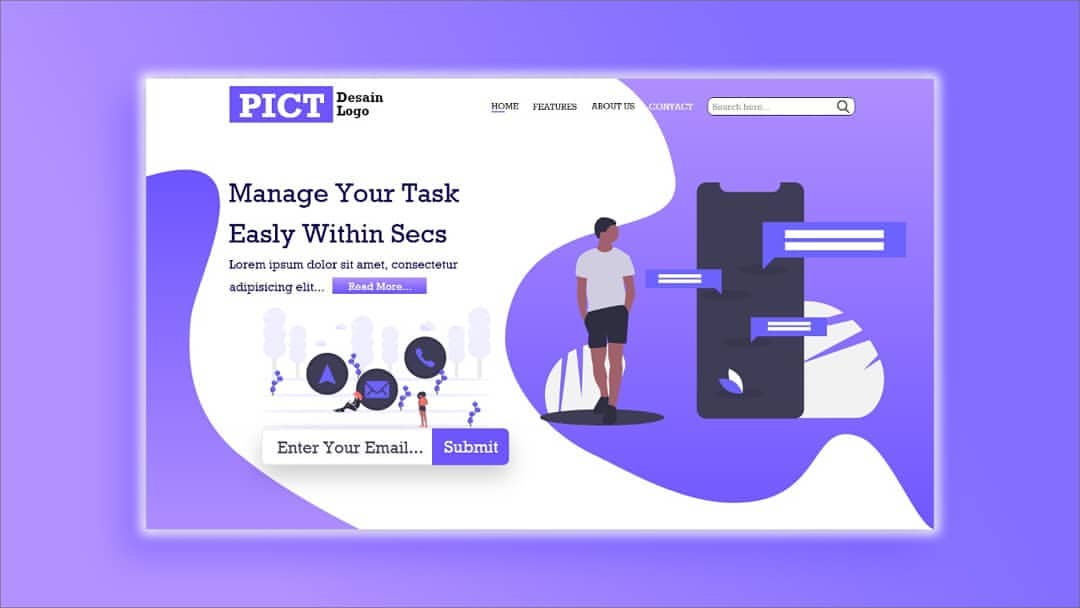 PICT Desain
Logo
HOME FEATURES ABOUT US CONTACT Search here...
Manage Your Task
Easly Within Secs
Lorem ipsum dolor sit amet, consectetur
adipisicing elit... Read More...
Enter Your Email... Submit